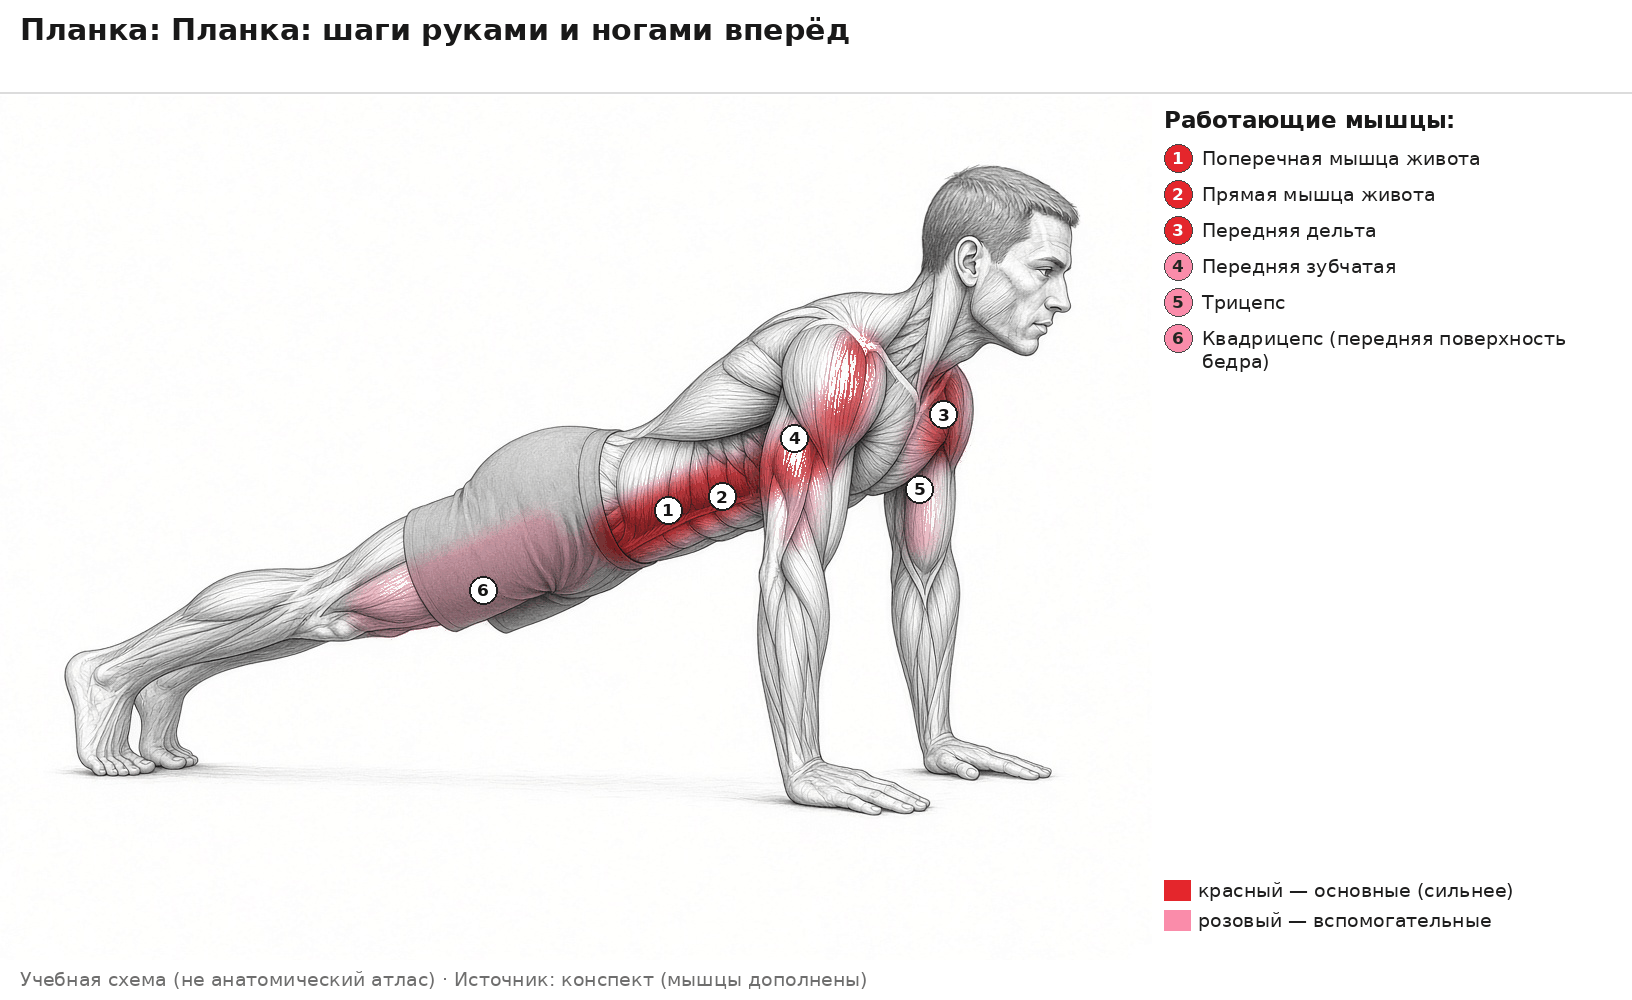 Планка: Планка: шаги руками и ногами вперёд
Работающие мышцы:
1 Поперечная мышца живота
2 Прямая мышца живота
3 Передняя дельта
4 Передняя зубчатая
5 Трицепс
6 Квадрицепс (передняя поверхность
бедра)
3
4
5
2
1
6
красный — основные (сильнее)
розовый — вспомогательные
Учебная схема (не анатомический атлас) · Источник: конспект (мышцы дополнены)